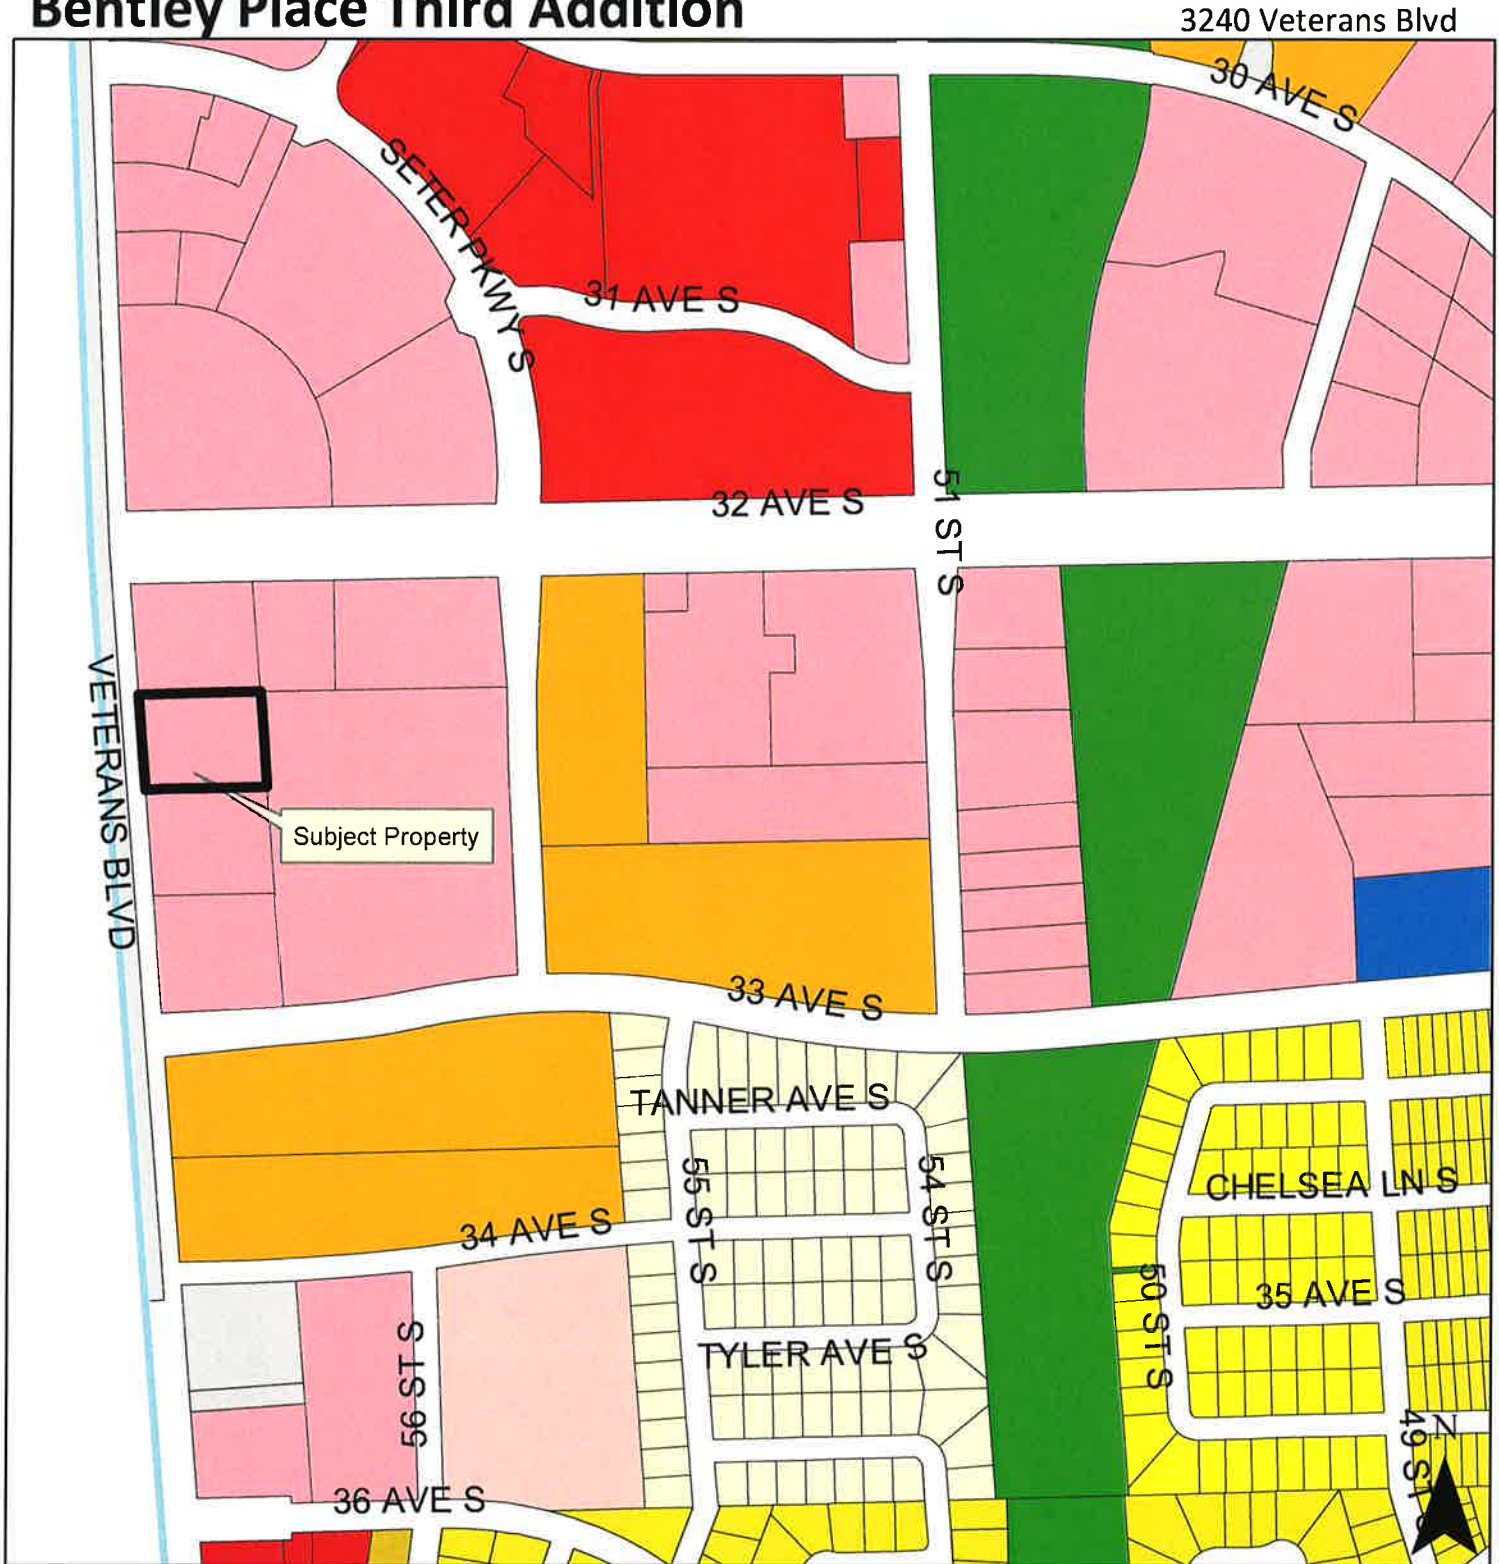 Bentley Place Third Addition
3240 Veterans Blvd
30 AVE S
SETER PKWY S
31 AVE S
32 AVE S
51 ST S
VETERANS BLVD
Subject Property
33 AVE S
TANNER AVE S
55 ST S
54 ST S
CHELSEA LN S
34 AVE S
50 ST S
35 AVE S
56 ST S
TYLER AVE S
49 ST S
N
36 AVE S